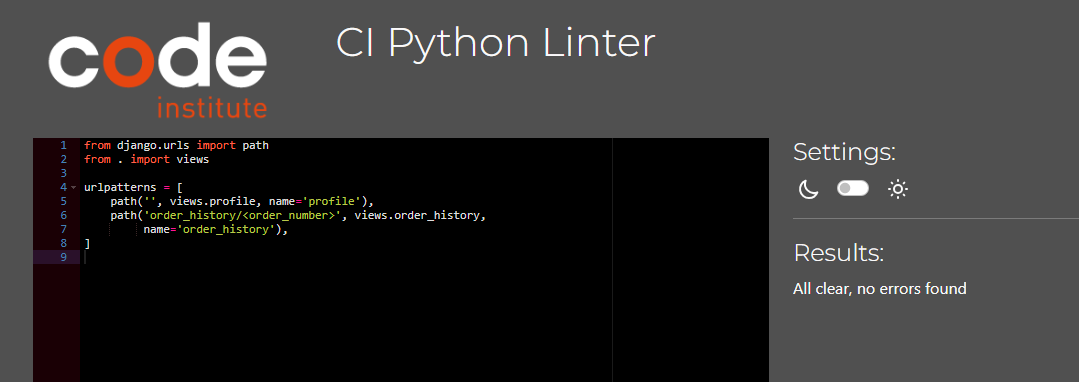 code
institute
CI Python Linter
1 from django.urls import path
2 from . import views
3
4 urlpatterns = [
5     path('', views.profile, name='profile'),
6     path('order_history/<order_number>', views.order_history,
7          name='order_history'),
8 ]
9
Settings:
Results:
All clear, no errors found